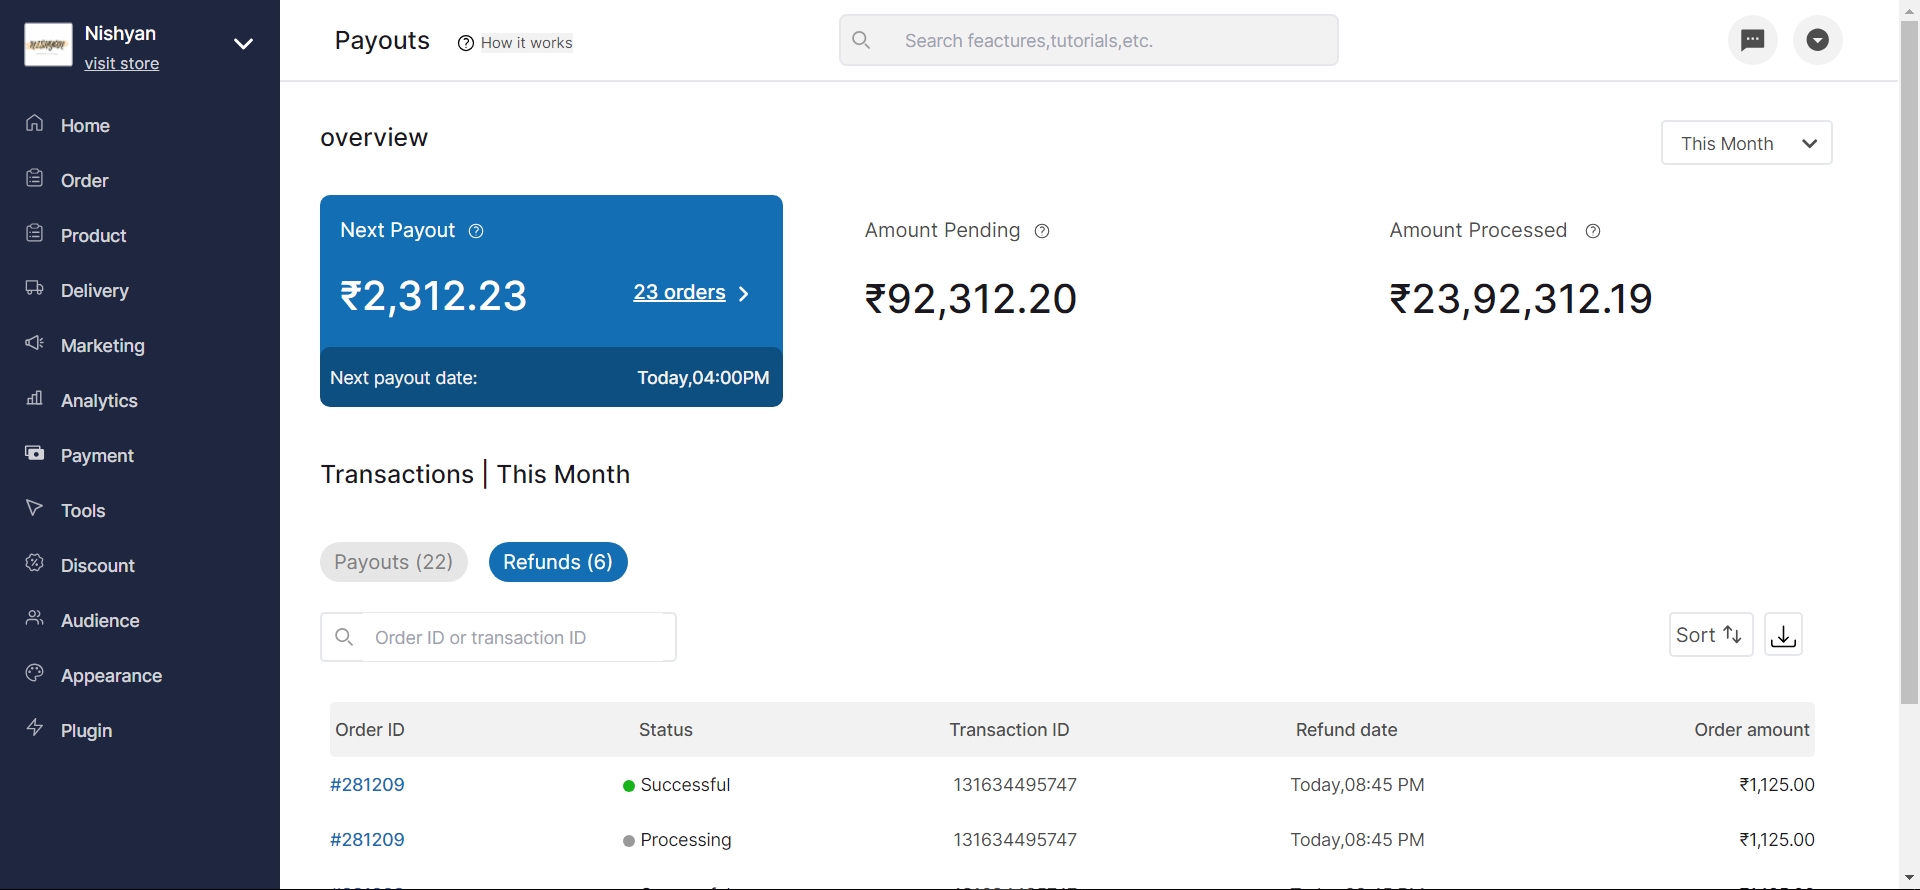 NISHYAN
Nishyan
visit store
Home
Order
Product
Delivery
Marketing
Analytics
Payment
Tools
Discount
Audience
Appearance
Plugin
Payouts How it works
Search feactures,tutorials,etc.
overview
This Month
Next Payout
₹2,312.23 23 orders
Next payout date: Today,04:00PM
Amount Pending
₹92,312.20
Amount Processed
₹23,92,312.19
Transactions | This Month
Payouts (22) Refunds (6)
Order ID or transaction ID
Sort
Order ID Status Transaction ID Refund date Order amount
#281209 Successful 131634495747 Today,08:45 PM ₹1,125.00
#281209 Processing 131634495747 Today,08:45 PM ₹1,125.00